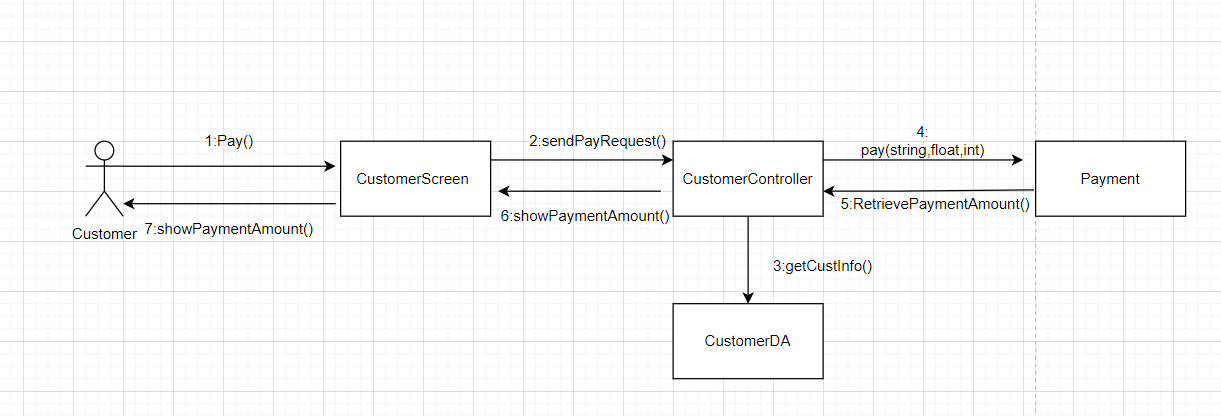 1:Pay()
2:sendPayRequest()
4:
pay(string,float,int)
CustomerScreen
CustomerController
Payment
5:RetrievePaymentAmount()
6:showPaymentAmount()
7:showPaymentAmount()
Customer
3:getCustInfo()
CustomerDA